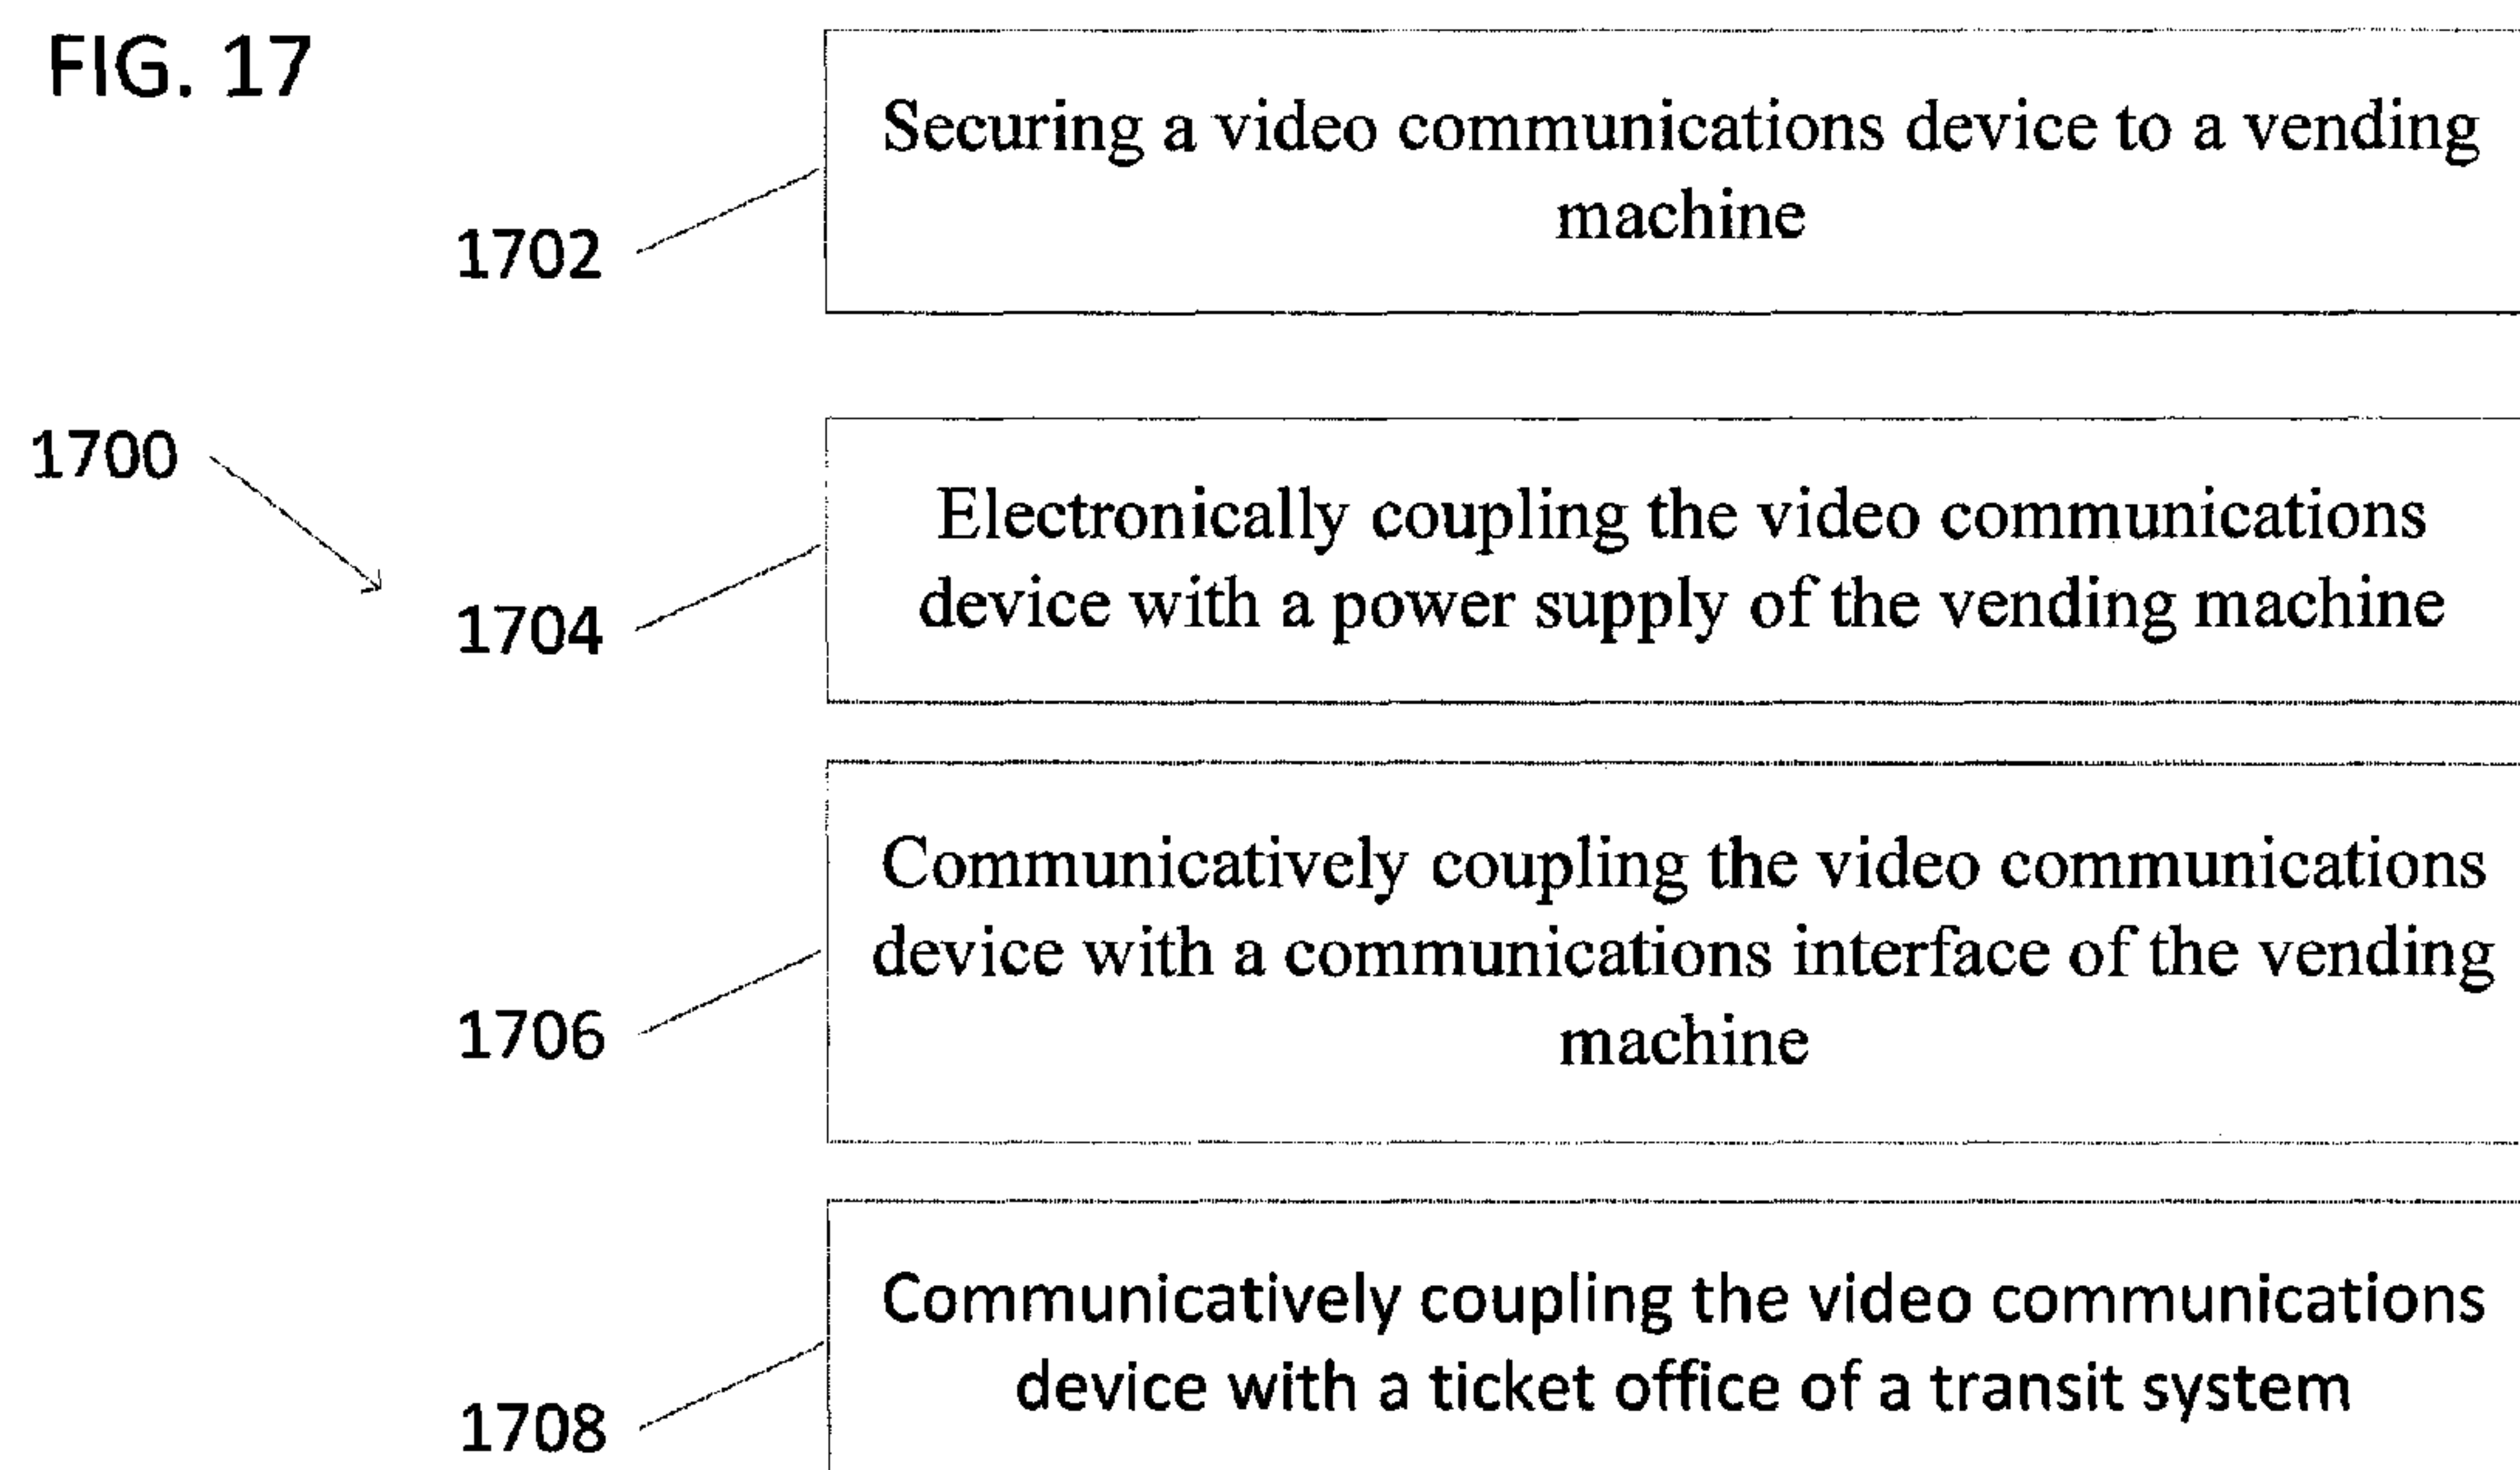 FIG. 17
Securing a video communications device to a vending
machine
1702
1700
Electronically coupling the video communications
device with a power supply of the vending machine
1704
Communicatively coupling the video communications
device with a communications interface of the vending
machine
1706
Communicatively coupling the video communications
device with a ticket office of a transit system
1708